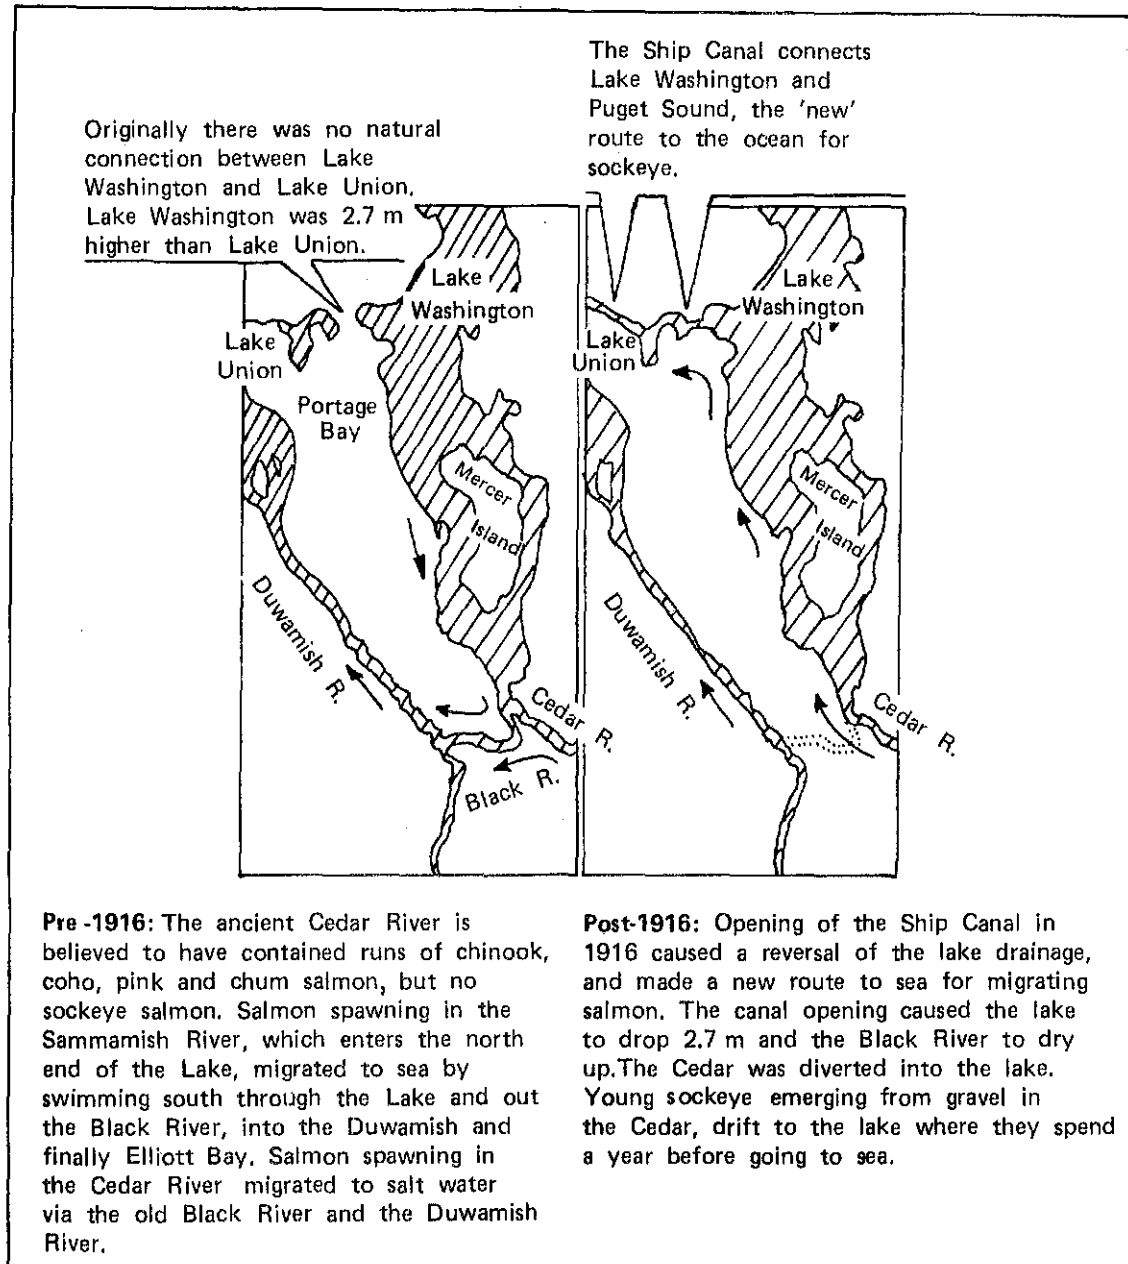 The Ship Canal connects
Lake Washington and
Puget Sound, the 'new'
route to the ocean for
sockeye.
Originally there was no natural
connection between Lake
Washington and Lake Union.
Lake Washington was 2.7 m
higher than Lake Union.
Lake
Washington
Lake
Union
Portage
Bay
Mercer
Island
Duwamish R.
Cedar R.
Black R.
Lake
Washington
Lake
Union
Mercer
Island
Duwamish R.
Cedar R.
Pre-1916: The ancient Cedar River is
believed to have contained runs of chinook,
coho, pink and chum salmon, but no
sockeye salmon. Salmon spawning in the
Sammamish River, which enters the north
end of the Lake, migrated to sea by
swimming south through the Lake and out
the Black River, into the Duwamish and
finally Elliott Bay. Salmon spawning in
the Cedar River migrated to salt water
via the old Black River and the Duwamish
River.
Post-1916: Opening of the Ship Canal in
1916 caused a reversal of the lake drainage,
and made a new route to sea for migrating
salmon. The canal opening caused the lake
to drop 2.7 m and the Black River to dry
up.The Cedar was diverted into the lake.
Young sockeye emerging from gravel in
the Cedar, drift to the lake where they spend
a year before going to sea.